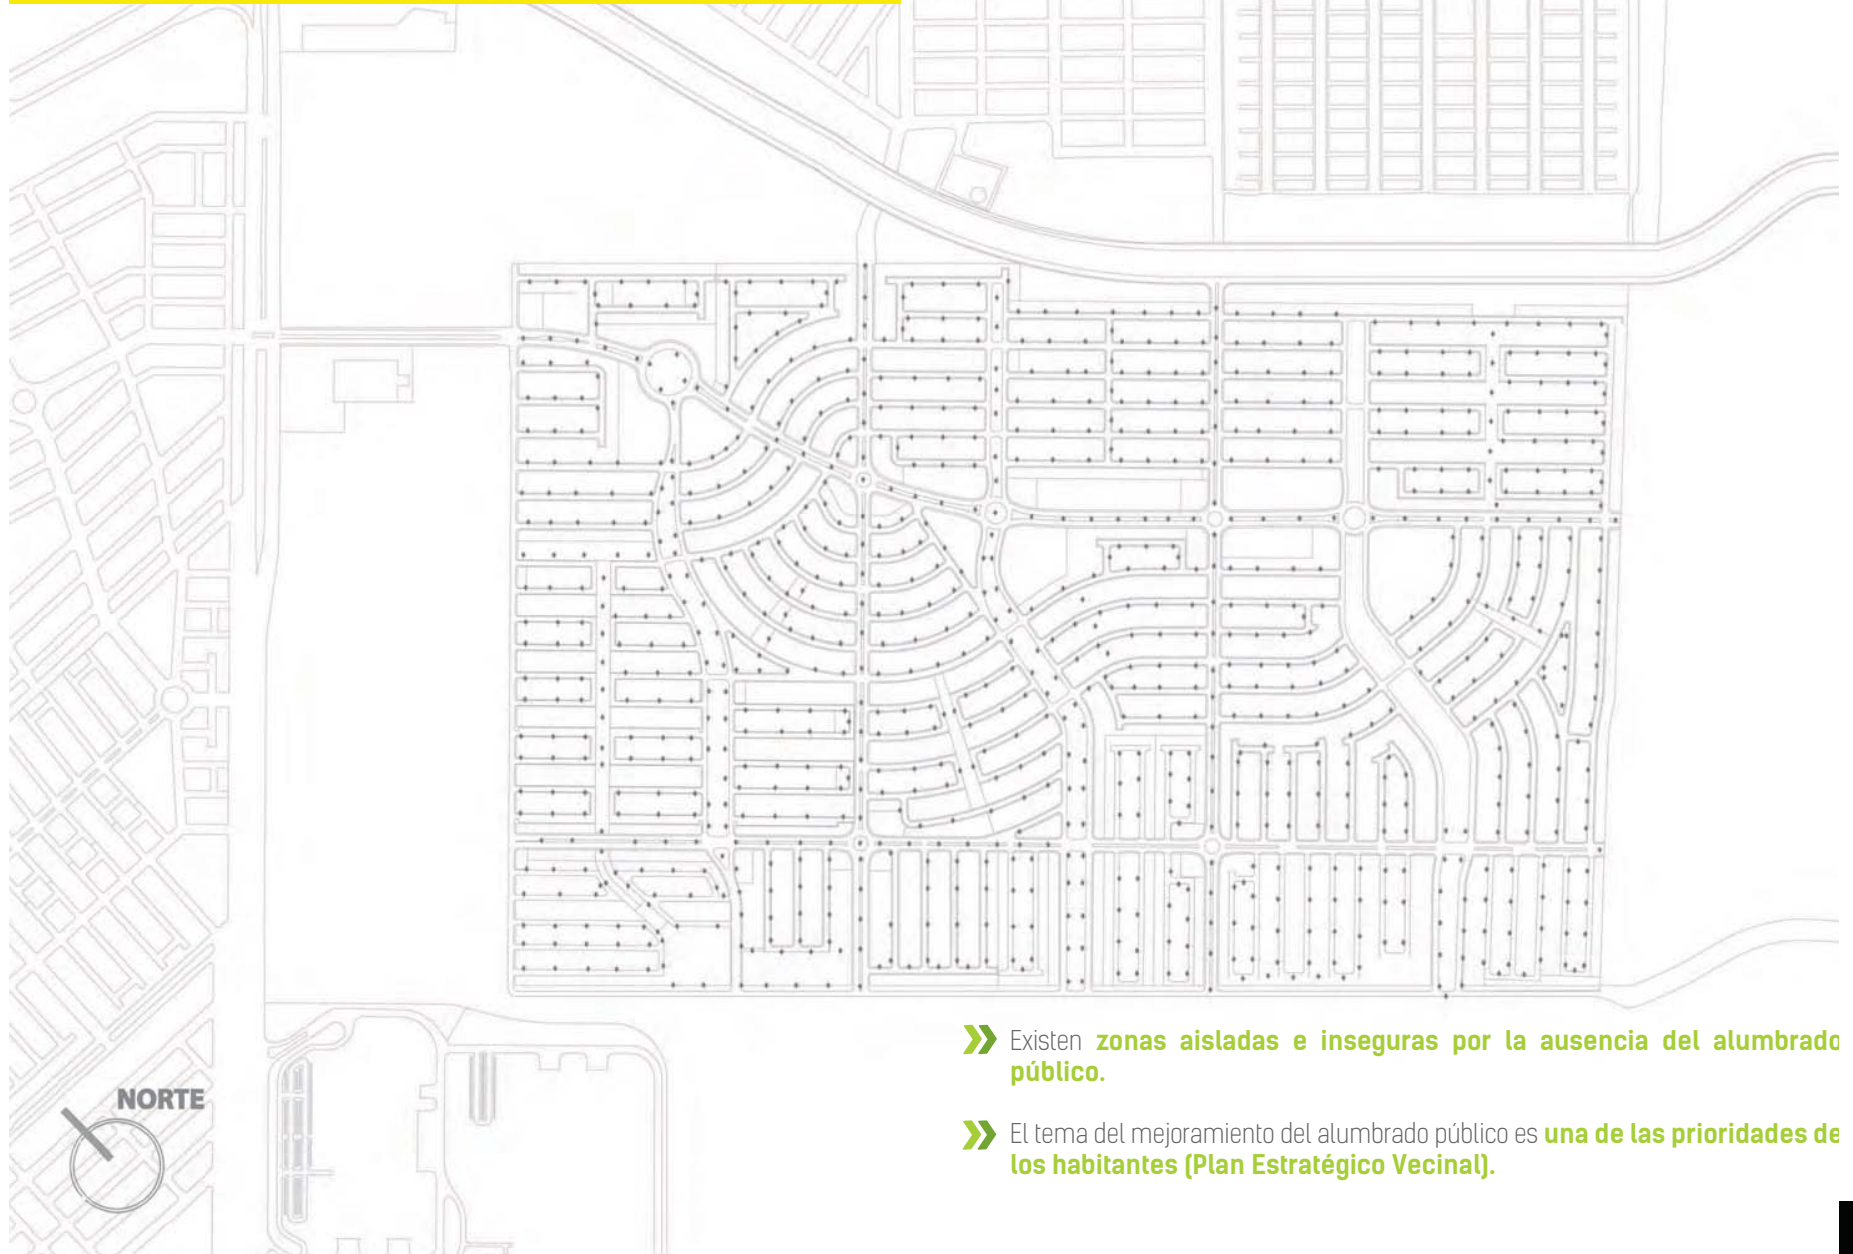 NORTE
Existen zonas aisladas e inseguras por la ausencia del alumbrado
público.
El tema del mejoramiento del alumbrado público es una de las prioridades de
los habitantes (Plan Estratégico Vecinal).